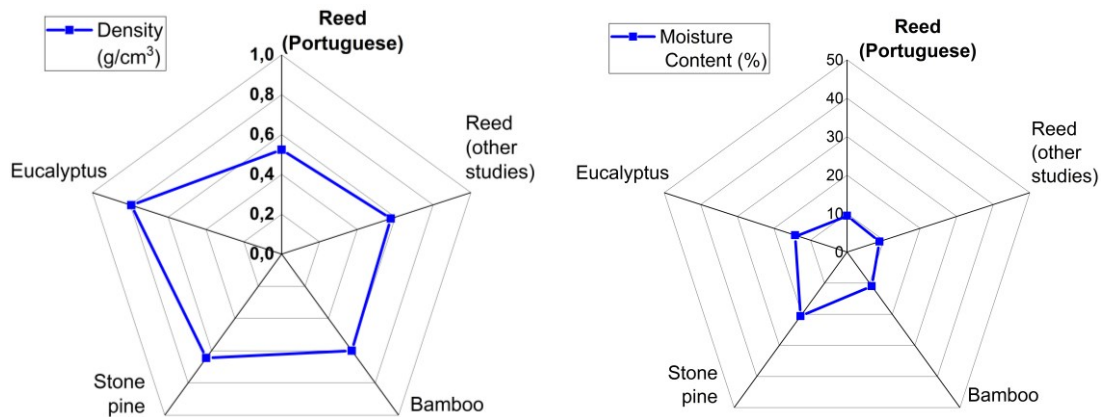 Density
(g/cm³)
Reed
(Portuguese)
1,0
0,8
0,6
0,4
0,2
0,0
Reed
(other
studies)
Bamboo
Stone
pine
Eucalyptus
Moisture
Content (%)
Reed
(Portuguese)
50
40
30
20
10
0
Reed
(other
studies)
Bamboo
Stone
pine
Eucalyptus